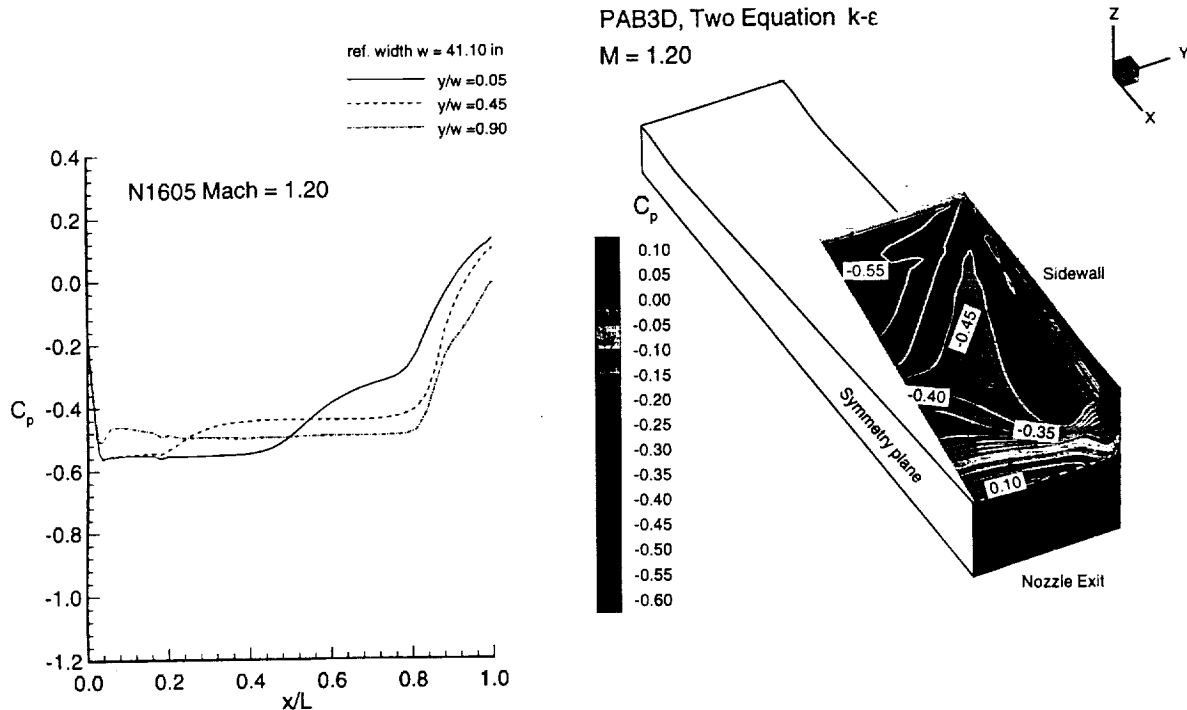 ref. width w = 41.10 in
y/w =0.05
y/w =0.45
y/w =0.90
N1605 Mach = 1.20
0.4
0.2
0.0
-0.2
-0.4
-0.6
-0.8
-1.0
-1.2
Cp
0.0
0.2
0.4
0.6
0.8
1.0
x/L
PAB3D, Two Equation k-ε
M = 1.20
Z
Y
X
Cp
0.10
0.05
0.00
-0.05
-0.10
-0.15
-0.20
-0.25
-0.30
-0.35
-0.40
-0.45
-0.50
-0.55
-0.60
-0.55
-0.45
-0.40
-0.35
0.10
Sidewall
Symmetry plane
Nozzle Exit